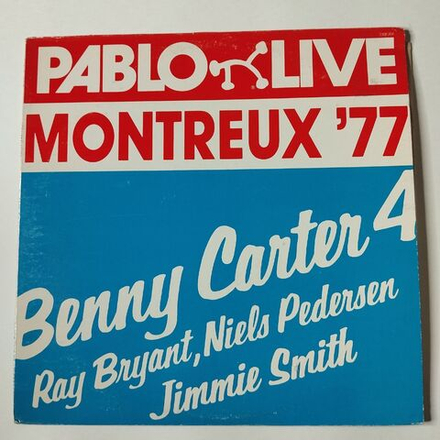 PABLO LIVE
MONTREUX '77
Benny Carter 4
Ray Bryant, Niels Pedersen
Jimmie Smith